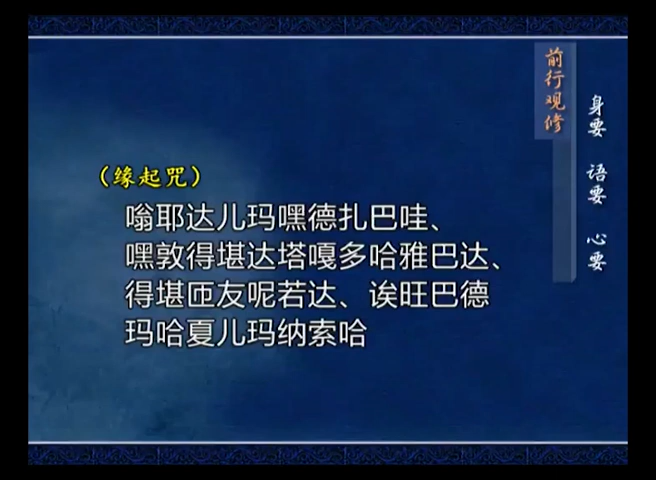 前行观修
身要 语要 心要
（缘起咒）
嗡耶达儿玛嘿德扎巴哇、
嘿敦得堪达塔嘎多哈雅巴达、
得堪匝友呢若达、诶旺巴德
玛哈夏儿玛纳索哈